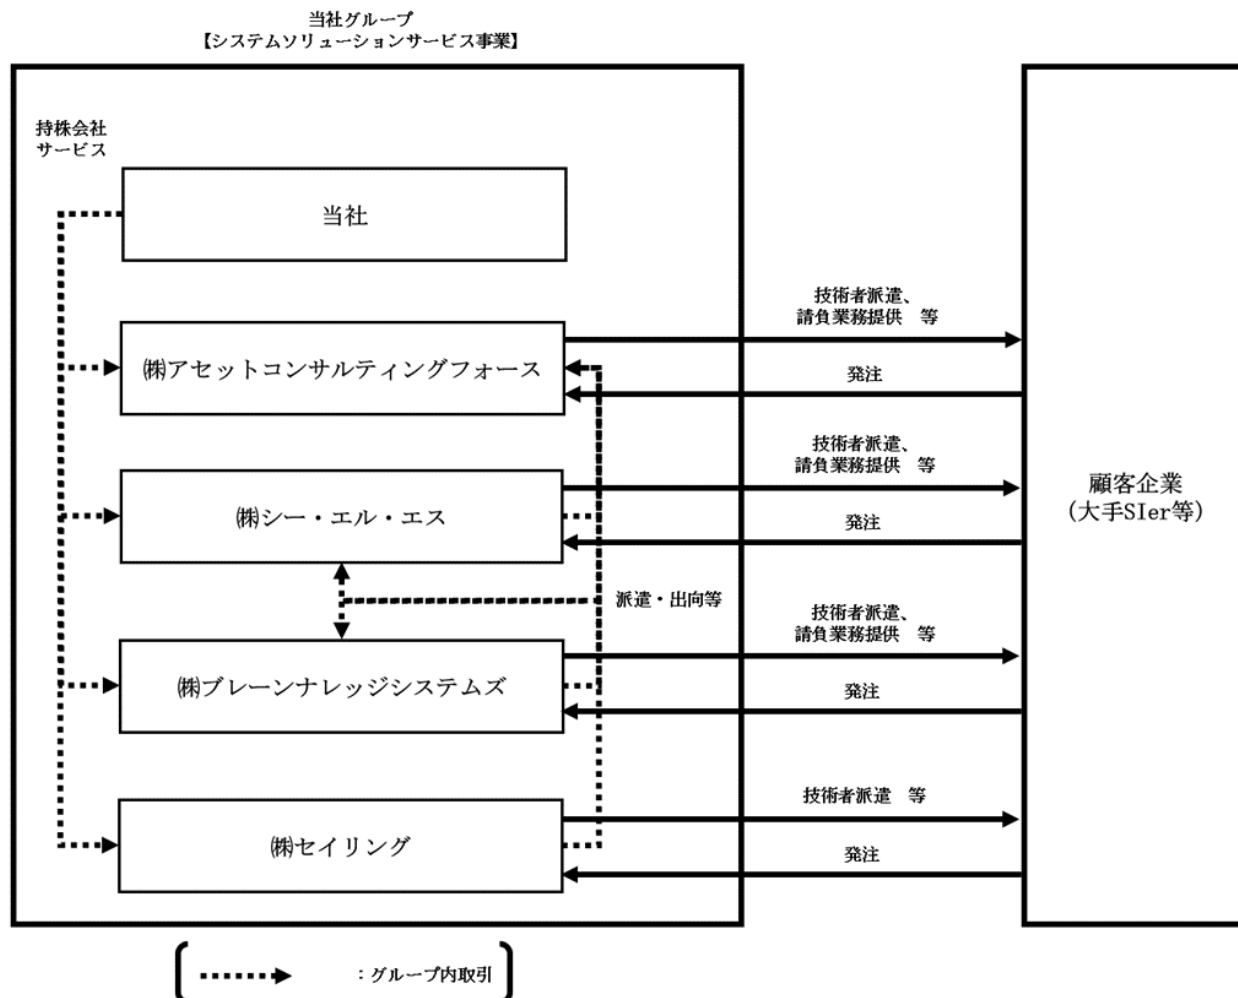 当社グループ
【システムソリューションサービス事業】
持株会社
サービス
当社
技術者派遣、
請負業務提供　等
㈱アセットコンサルティングフォース
発注
技術者派遣、
請負業務提供　等
㈱シー・エル・エス
発注
顧客企業
（大手SIer等）
派遣・出向等
技術者派遣、
請負業務提供　等
㈱ブレーンナレッジシステムズ
発注
技術者派遣　等
㈱セイリング
発注
：グループ内取引